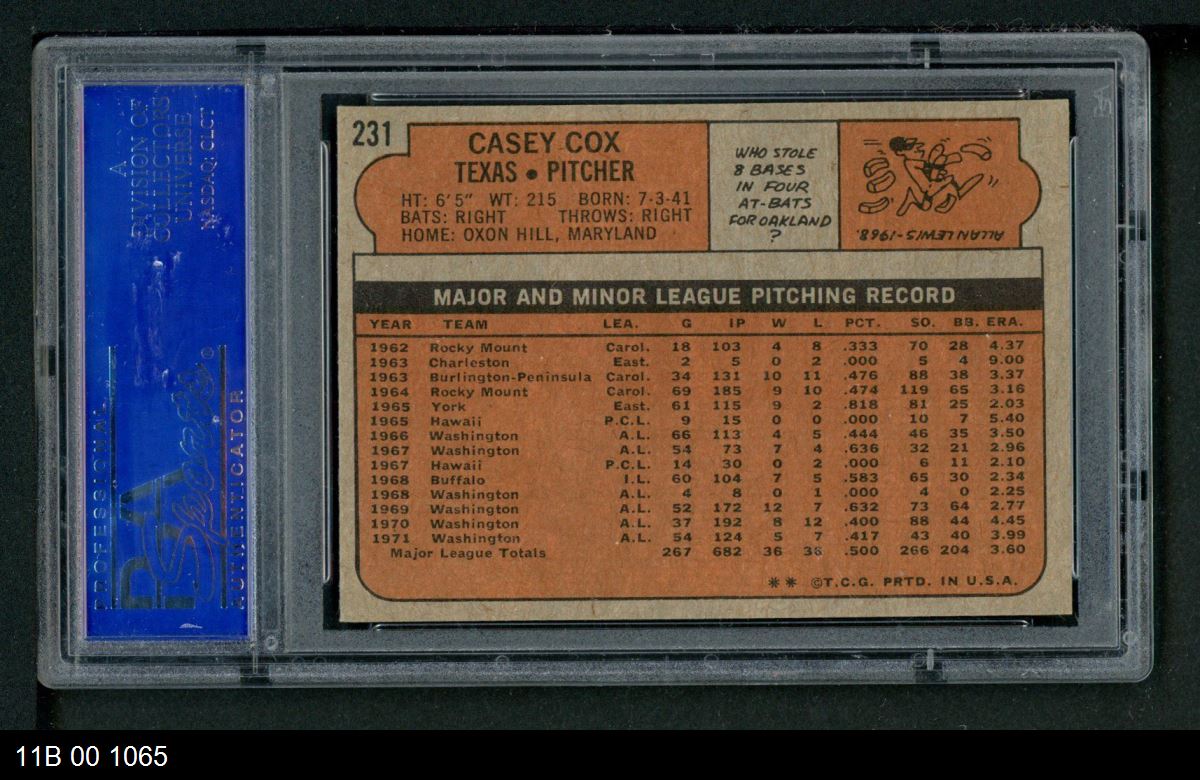 A
DIVISION OF
COLLECTORS
UNIVERSE
NASDAQ: CLCT
PROFESSIONAL
PSA
Sports
AUTHENTICATOR
®
231
CASEY COX
TEXAS • PITCHER
HT: 6'5" WT: 215 BORN: 7-3-41
BATS: RIGHT THROWS: RIGHT
HOME: OXON HILL, MARYLAND
WHO STOLE
8 BASES
IN FOUR
AT-BATS
FOR OAKLAND
?
ALLAN LEWIS-1968.
MAJOR AND MINOR LEAGUE PITCHING RECORD
YEAR TEAM LEA. G IP W L PCT. SO. BB. ERA.
1962 Rocky Mount Carol. 18 103 4 8 .333 70 28 4.37
1963 Charleston East. 2 5 0 2 .000 5 4 9.00
1963 Burlington-Peninsula Carol. 34 131 10 11 .476 88 38 3.37
1964 Rocky Mount Carol. 69 185 9 10 .474 119 65 3.16
1965 York East. 61 115 9 2 .818 81 25 2.03
1965 Hawaii P.C.L. 9 15 0 0 .000 10 7 5.40
1966 Washington A.L. 66 113 4 5 .444 46 35 3.50
1967 Washington A.L. 54 73 7 4 .636 32 21 2.96
1967 Hawaii P.C.L. 14 30 0 2 .000 6 11 2.10
1968 Buffalo I.L. 60 104 7 5 .583 65 30 2.34
1968 Washington A.L. 4 8 0 1 .000 4 0 2.25
1969 Washington A.L. 52 172 12 7 .632 73 64 2.77
1970 Washington A.L. 37 192 8 12 .400 88 44 4.45
1971 Washington A.L. 54 124 5 7 .417 43 40 3.99
Major League Totals 267 682 36 36 .500 266 204 3.60
** ©T.C.G. PRTD. IN U.S.A.
11B 00 1065